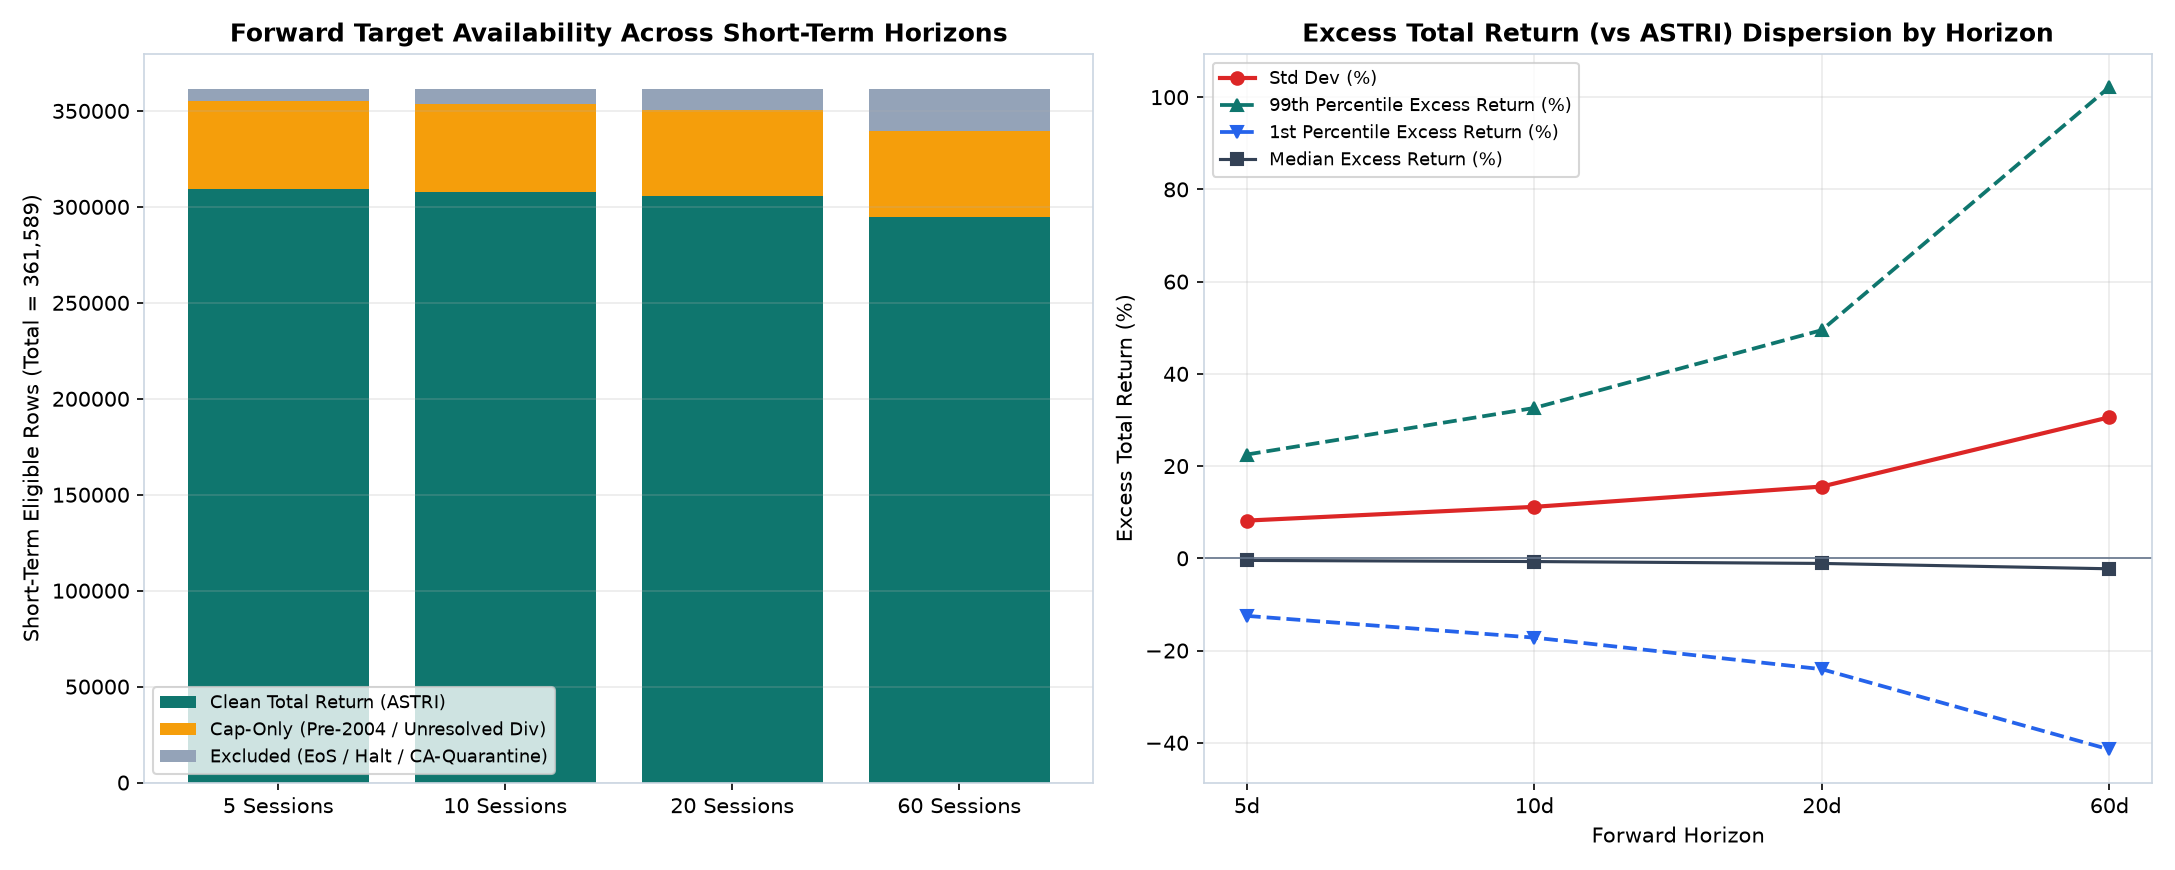 Forward Target Availability Across Short-Term Horizons
Short-Term Eligible Rows (Total = 361,589)
350000
300000
250000
200000
150000
100000
50000
0
Clean Total Return (ASTRI)
Cap-Only (Pre-2004 / Unresolved Div)
Excluded (EoS / Halt / CA-Quarantine)
5 Sessions
10 Sessions
20 Sessions
60 Sessions
Excess Total Return (vs ASTRI) Dispersion by Horizon
Std Dev (%)
99th Percentile Excess Return (%)
1st Percentile Excess Return (%)
Median Excess Return (%)
Excess Total Return (%)
100
80
60
40
20
0
−20
−40
5d
10d
20d
60d
Forward Horizon